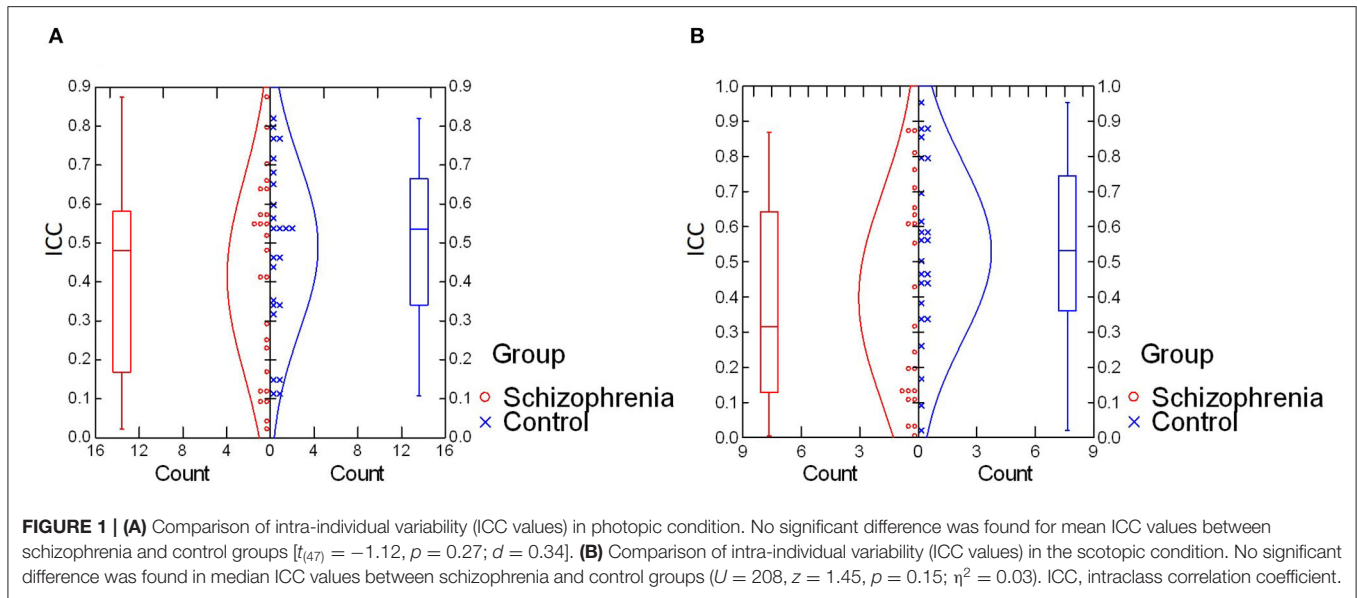 A
B
ICC
0.9
0.8
0.7
0.6
0.5
0.4
0.3
0.2
0.1
0.0
0.9
0.8
0.7
0.6
0.5
0.4
0.3
0.2
0.1
0.0
16 12 8 4 0 4 8 12 16
Count Count
Group
Schizophrenia
Control
ICC
1.0
0.9
0.8
0.7
0.6
0.5
0.4
0.3
0.2
0.1
0.0
1.0
0.9
0.8
0.7
0.6
0.5
0.4
0.3
0.2
0.1
0.0
9 6 3 0 3 6 9
Count Count
Group
Schizophrenia
Control
FIGURE 1 | (A) Comparison of intra-individual variability (ICC values) in photopic condition. No significant difference was found for mean ICC values between
schizophrenia and control groups [t(47) = −1.12, p = 0.27; d = 0.34]. (B) Comparison of intra-individual variability (ICC values) in the scotopic condition. No significant
difference was found in median ICC values between schizophrenia and control groups (U = 208, z = 1.45, p = 0.15; η² = 0.03). ICC, intraclass correlation coefficient.